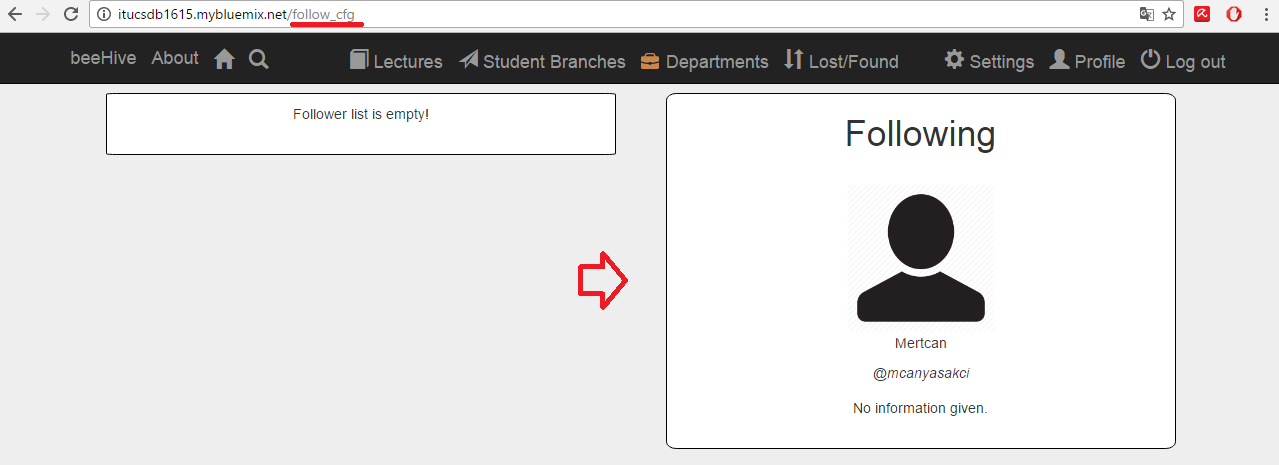 itucsdb1615.mybluemix.net/follow_cfg
beeHive About Lectures Student Branches Departments Lost/Found Settings Profile Log out
Follower list is empty!
Following
Mertcan
@mcanyasakci
No information given.